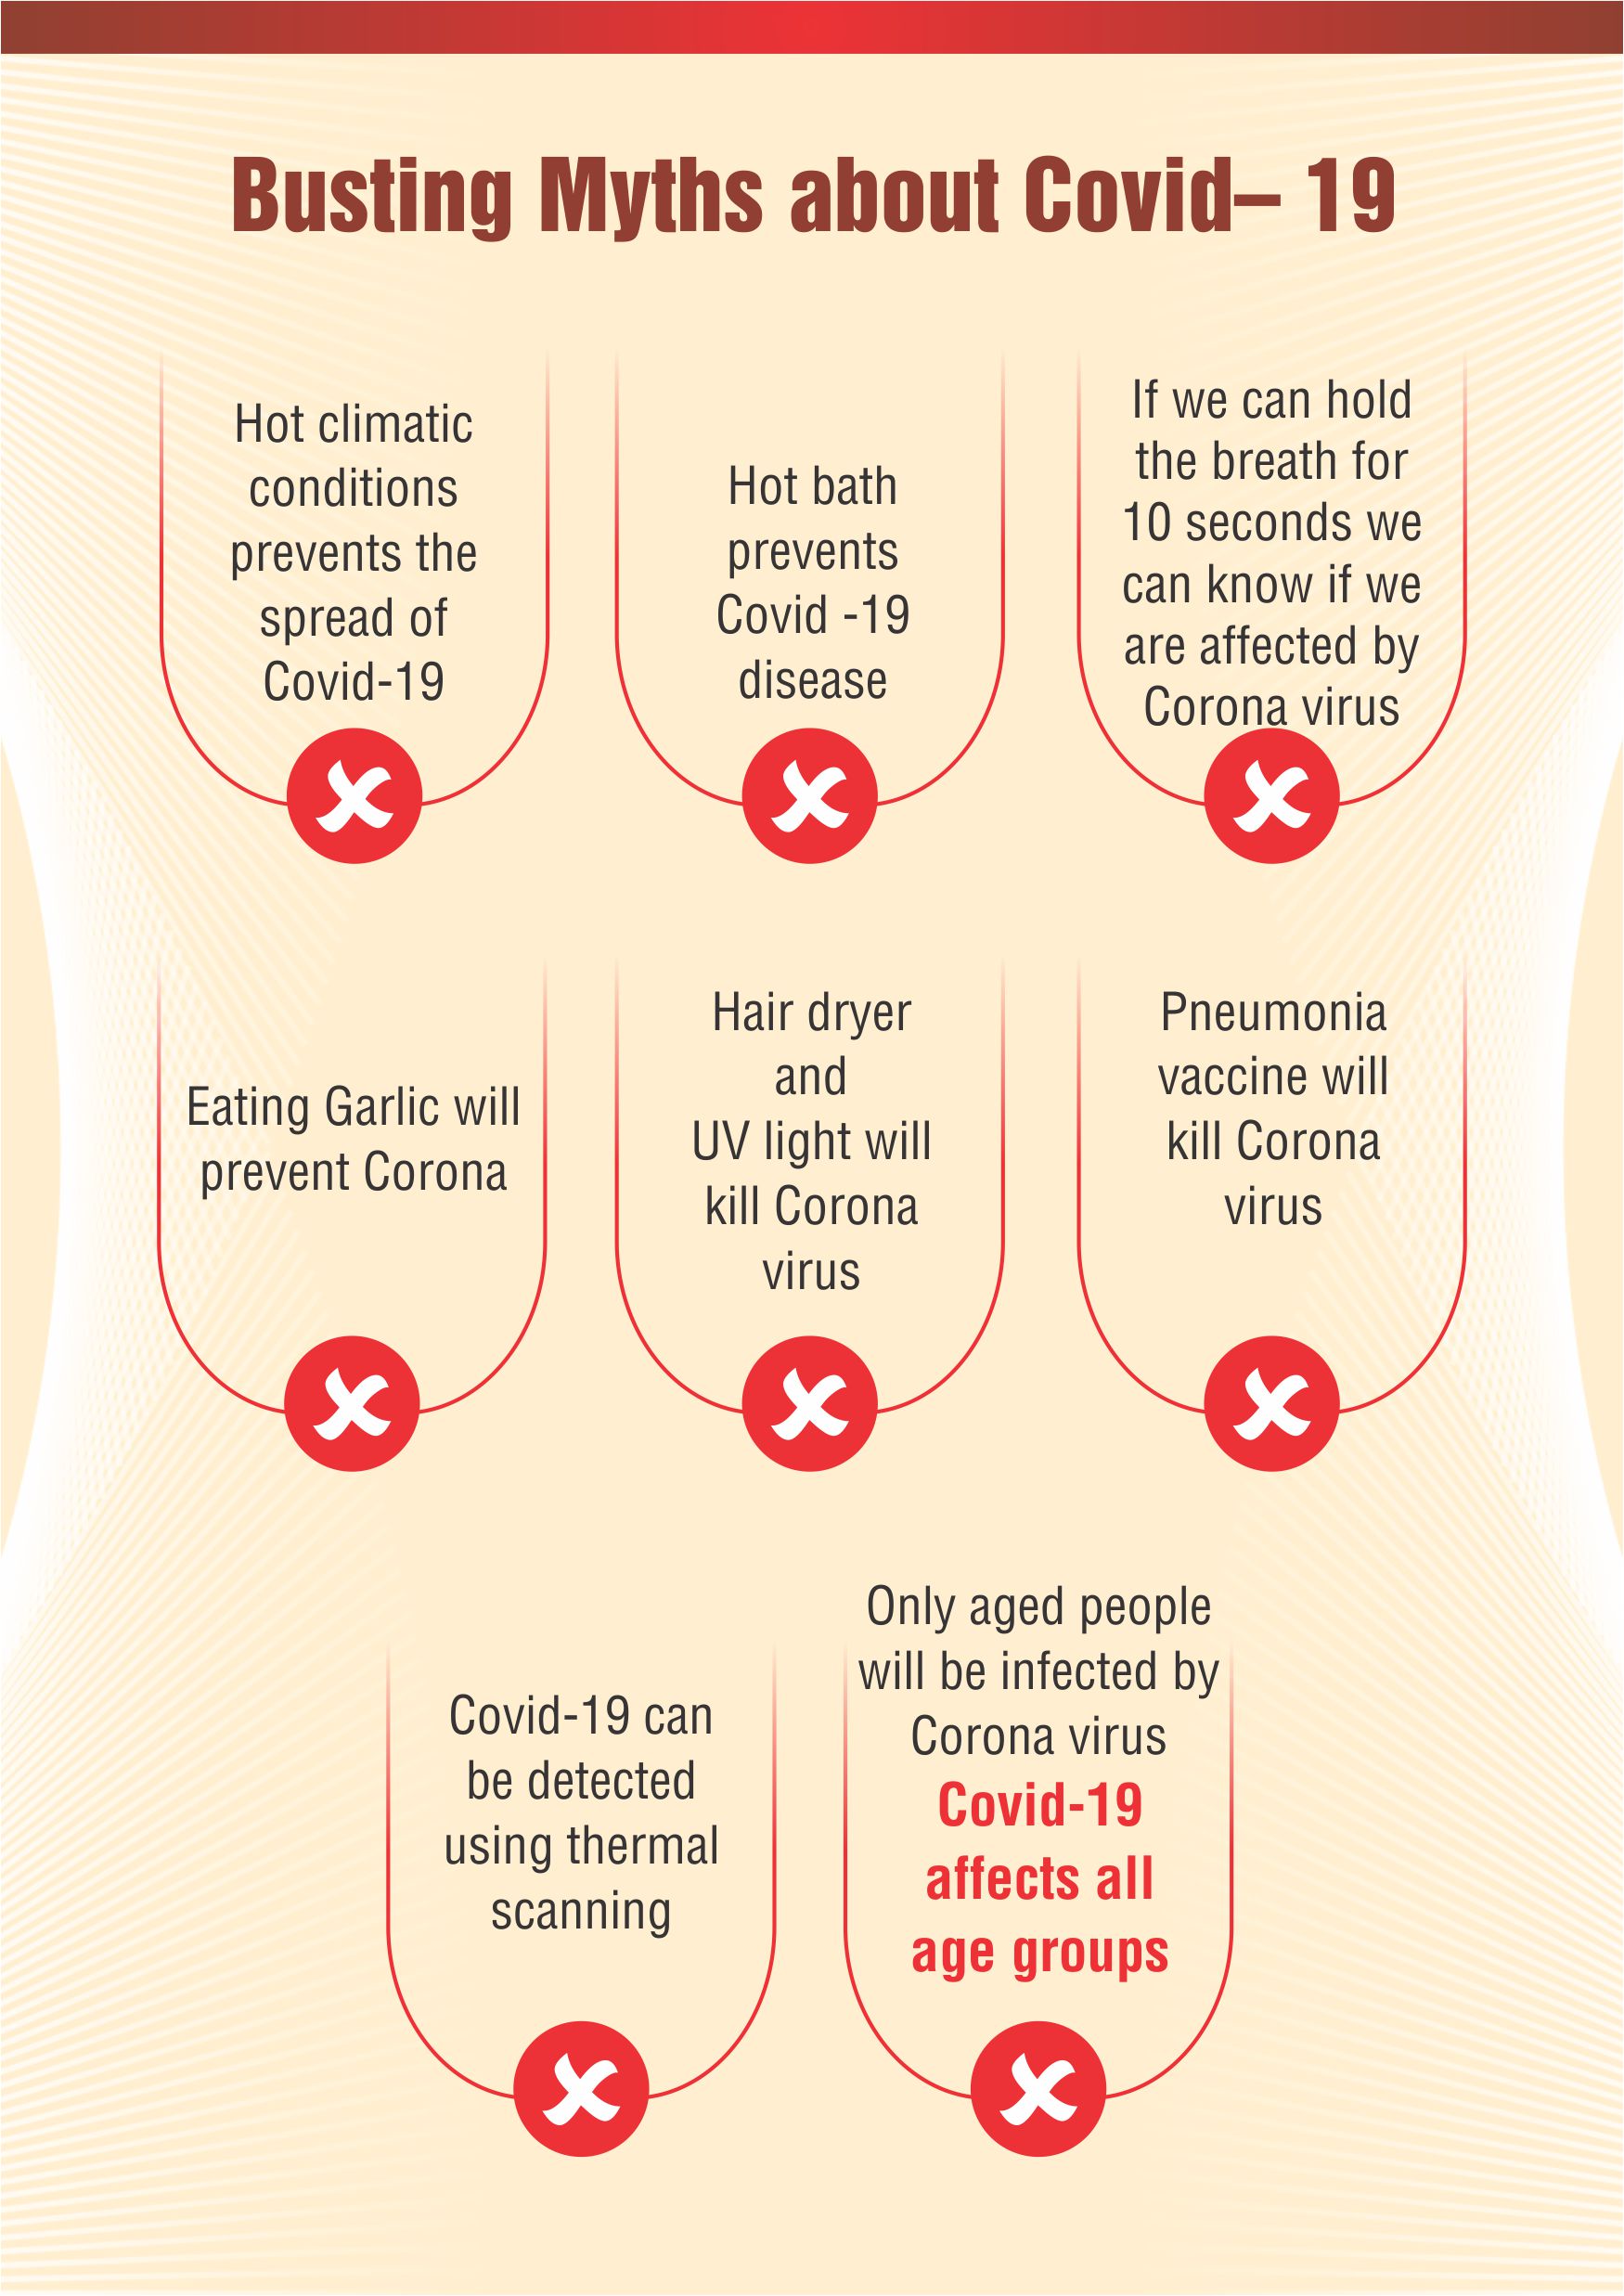 Busting Myths about Covid– 19
Hot climatic
conditions
prevents the
spread of
Covid-19
Hot bath
prevents
Covid -19
disease
If we can hold
the breath for
10 seconds we
can know if we
are affected by
Corona virus
Eating Garlic will
prevent Corona
Hair dryer
and
UV light will
kill Corona
virus
Pneumonia
vaccine will
kill Corona
virus
Covid-19 can
be detected
using thermal
scanning
Only aged people
will be infected by
Corona virus
Covid-19
affects all
age groups